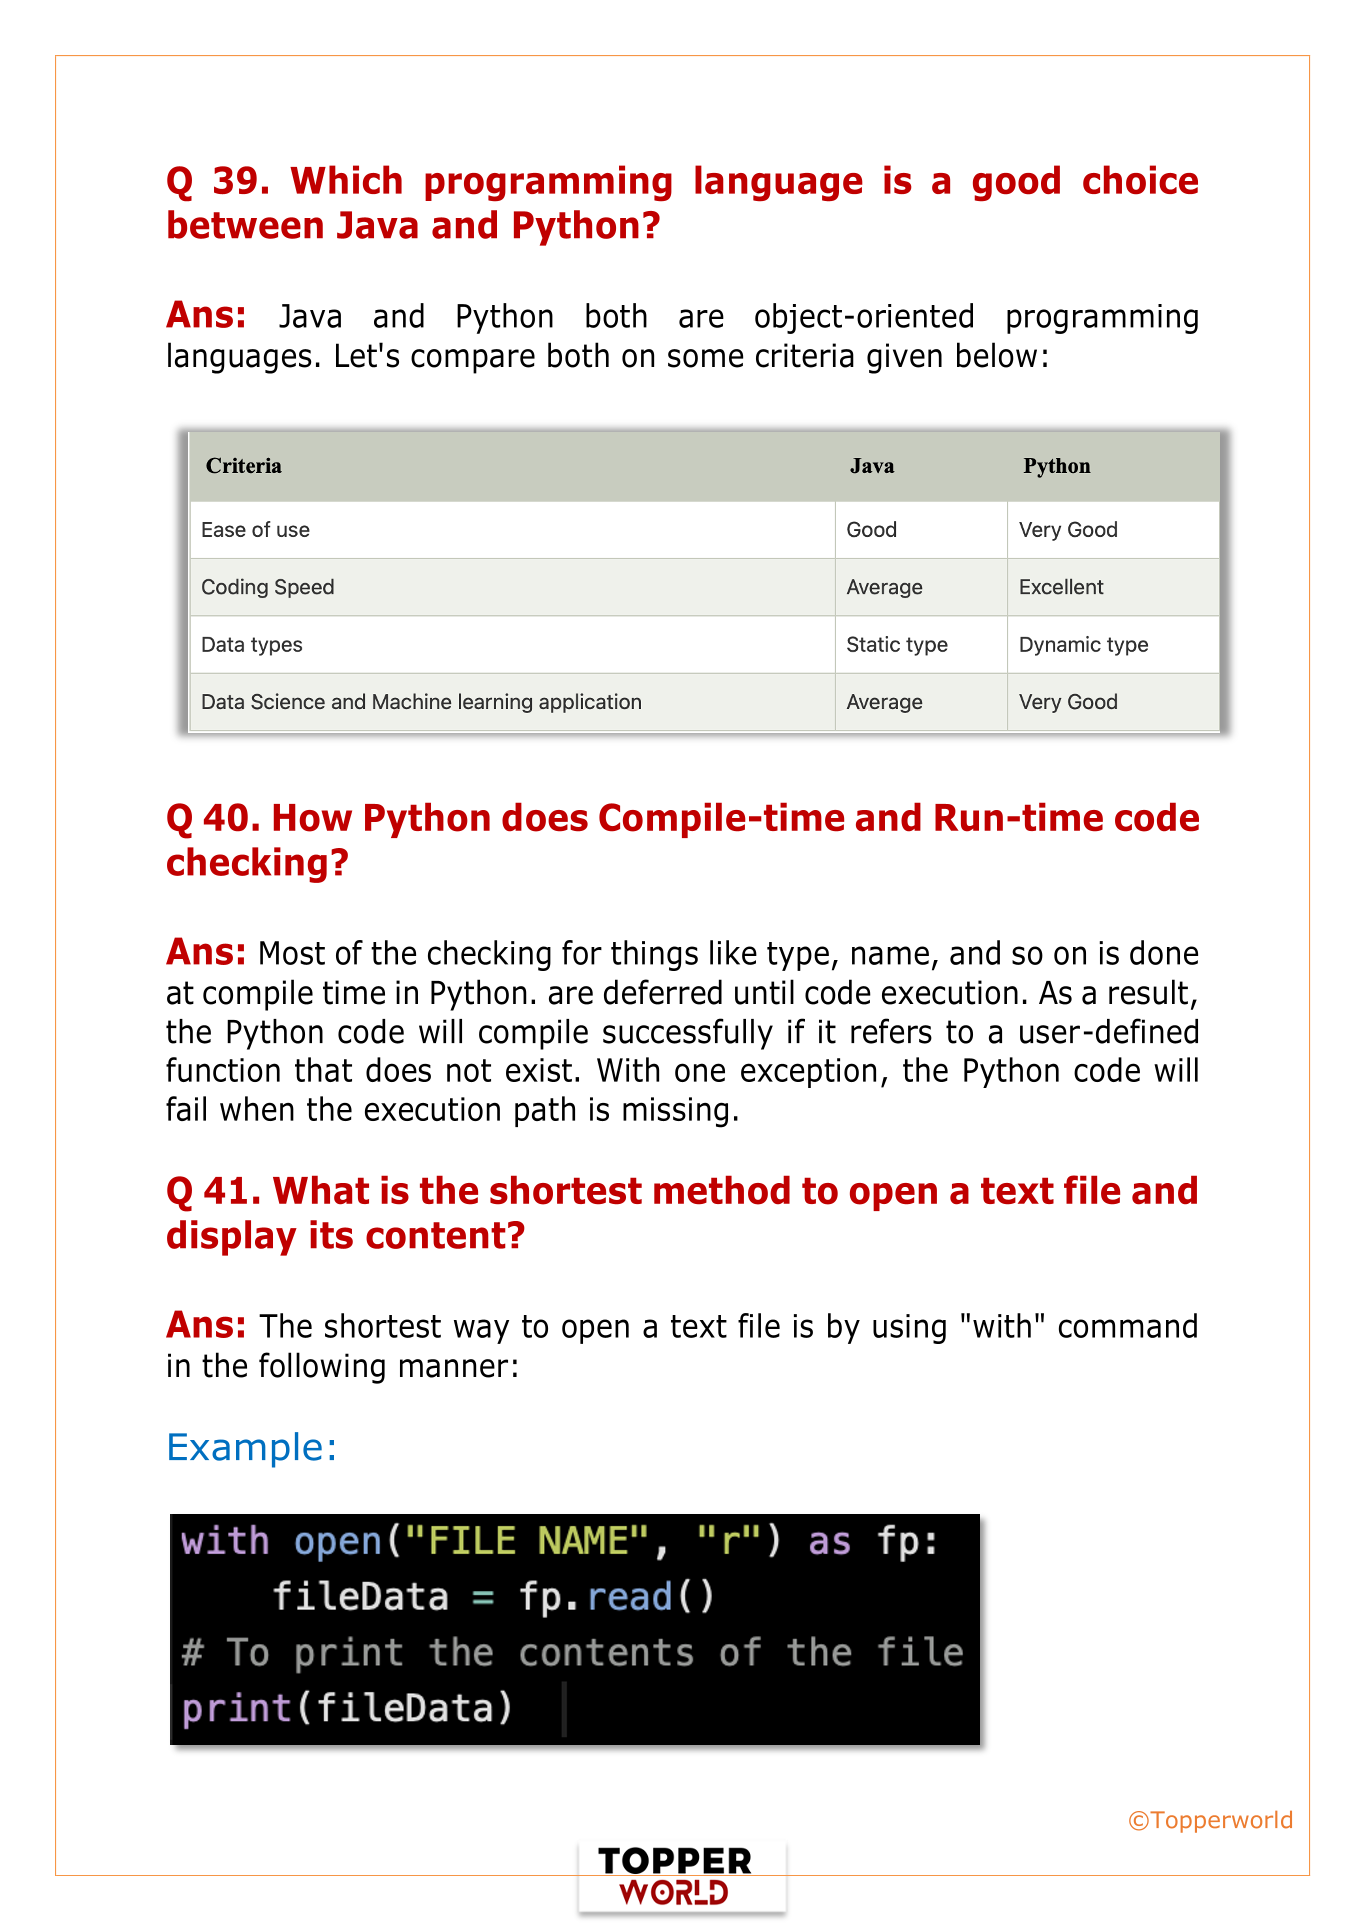 Q 39. Which programming language is a good choice
between Java and Python?
Ans: Java and Python both are object-oriented programming
languages. Let's compare both on some criteria given below:
Criteria Java Python
Ease of use Good Very Good
Coding Speed Average Excellent
Data types Static type Dynamic type
Data Science and Machine learning application Average Very Good
Q 40. How Python does Compile-time and Run-time code
checking?
Ans: Most of the checking for things like type, name, and so on is done
at compile time in Python. are deferred until code execution. As a result,
the Python code will compile successfully if it refers to a user-defined
function that does not exist. With one exception, the Python code will
fail when the execution path is missing.
Q 41. What is the shortest method to open a text file and
display its content?
Ans: The shortest way to open a text file is by using "with" command
in the following manner:
Example:
with open("FILE NAME", "r") as fp:
    fileData = fp.read()
# To print the contents of the file
print(fileData)
©Topperworld
TOPPER
WORLD